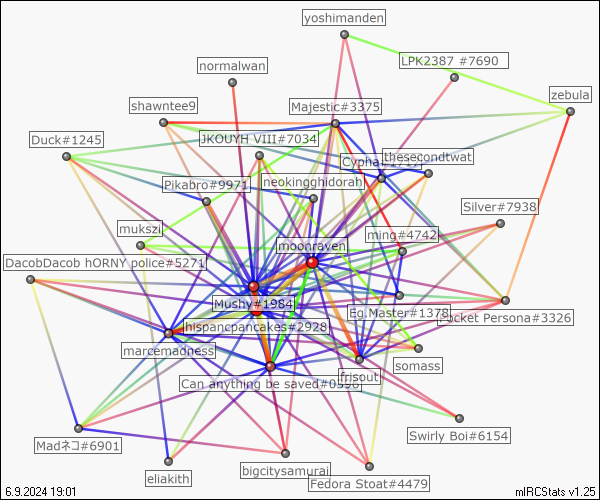 yoshimanden
LPK2387 #7690
normalwan
zebula
shawntee9
Majestic#3375
Duck#1245
JKOUYH VIII#7034
thesecondtwat
Pikabro#9971
neokingghidorah
Silver#7938
mukszi
ming#4742
moonraven
DacobDacob hORNY police#5271
Mushy#1984
Eg.Master#1378
Pocket Persona#3326
hispancpancakes#2928
marcemadness
somass
frisout
Can anything be saved
Swirly Boi#6154
Madネコ#6901
eliakith
bigcitysamurai
Fedora Stoat#4479
6.9.2024 19:01
mIRCStats v1.25